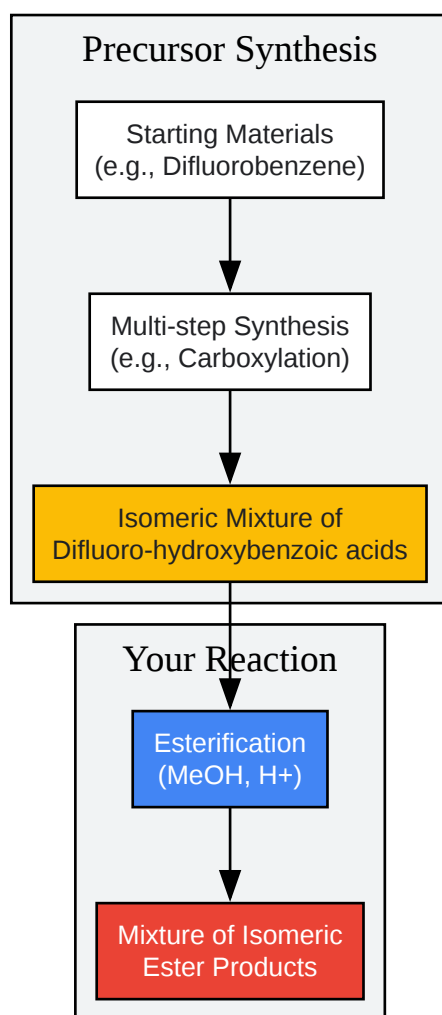 Precursor Synthesis
Starting Materials
(e.g., Difluorobenzene)
Multi-step Synthesis
(e.g., Carboxylation)
Isomeric Mixture of
Difluoro-hydroxybenzoic acids
Your Reaction
Esterification
(MeOH, H+)
Mixture of Isomeric
Ester Products